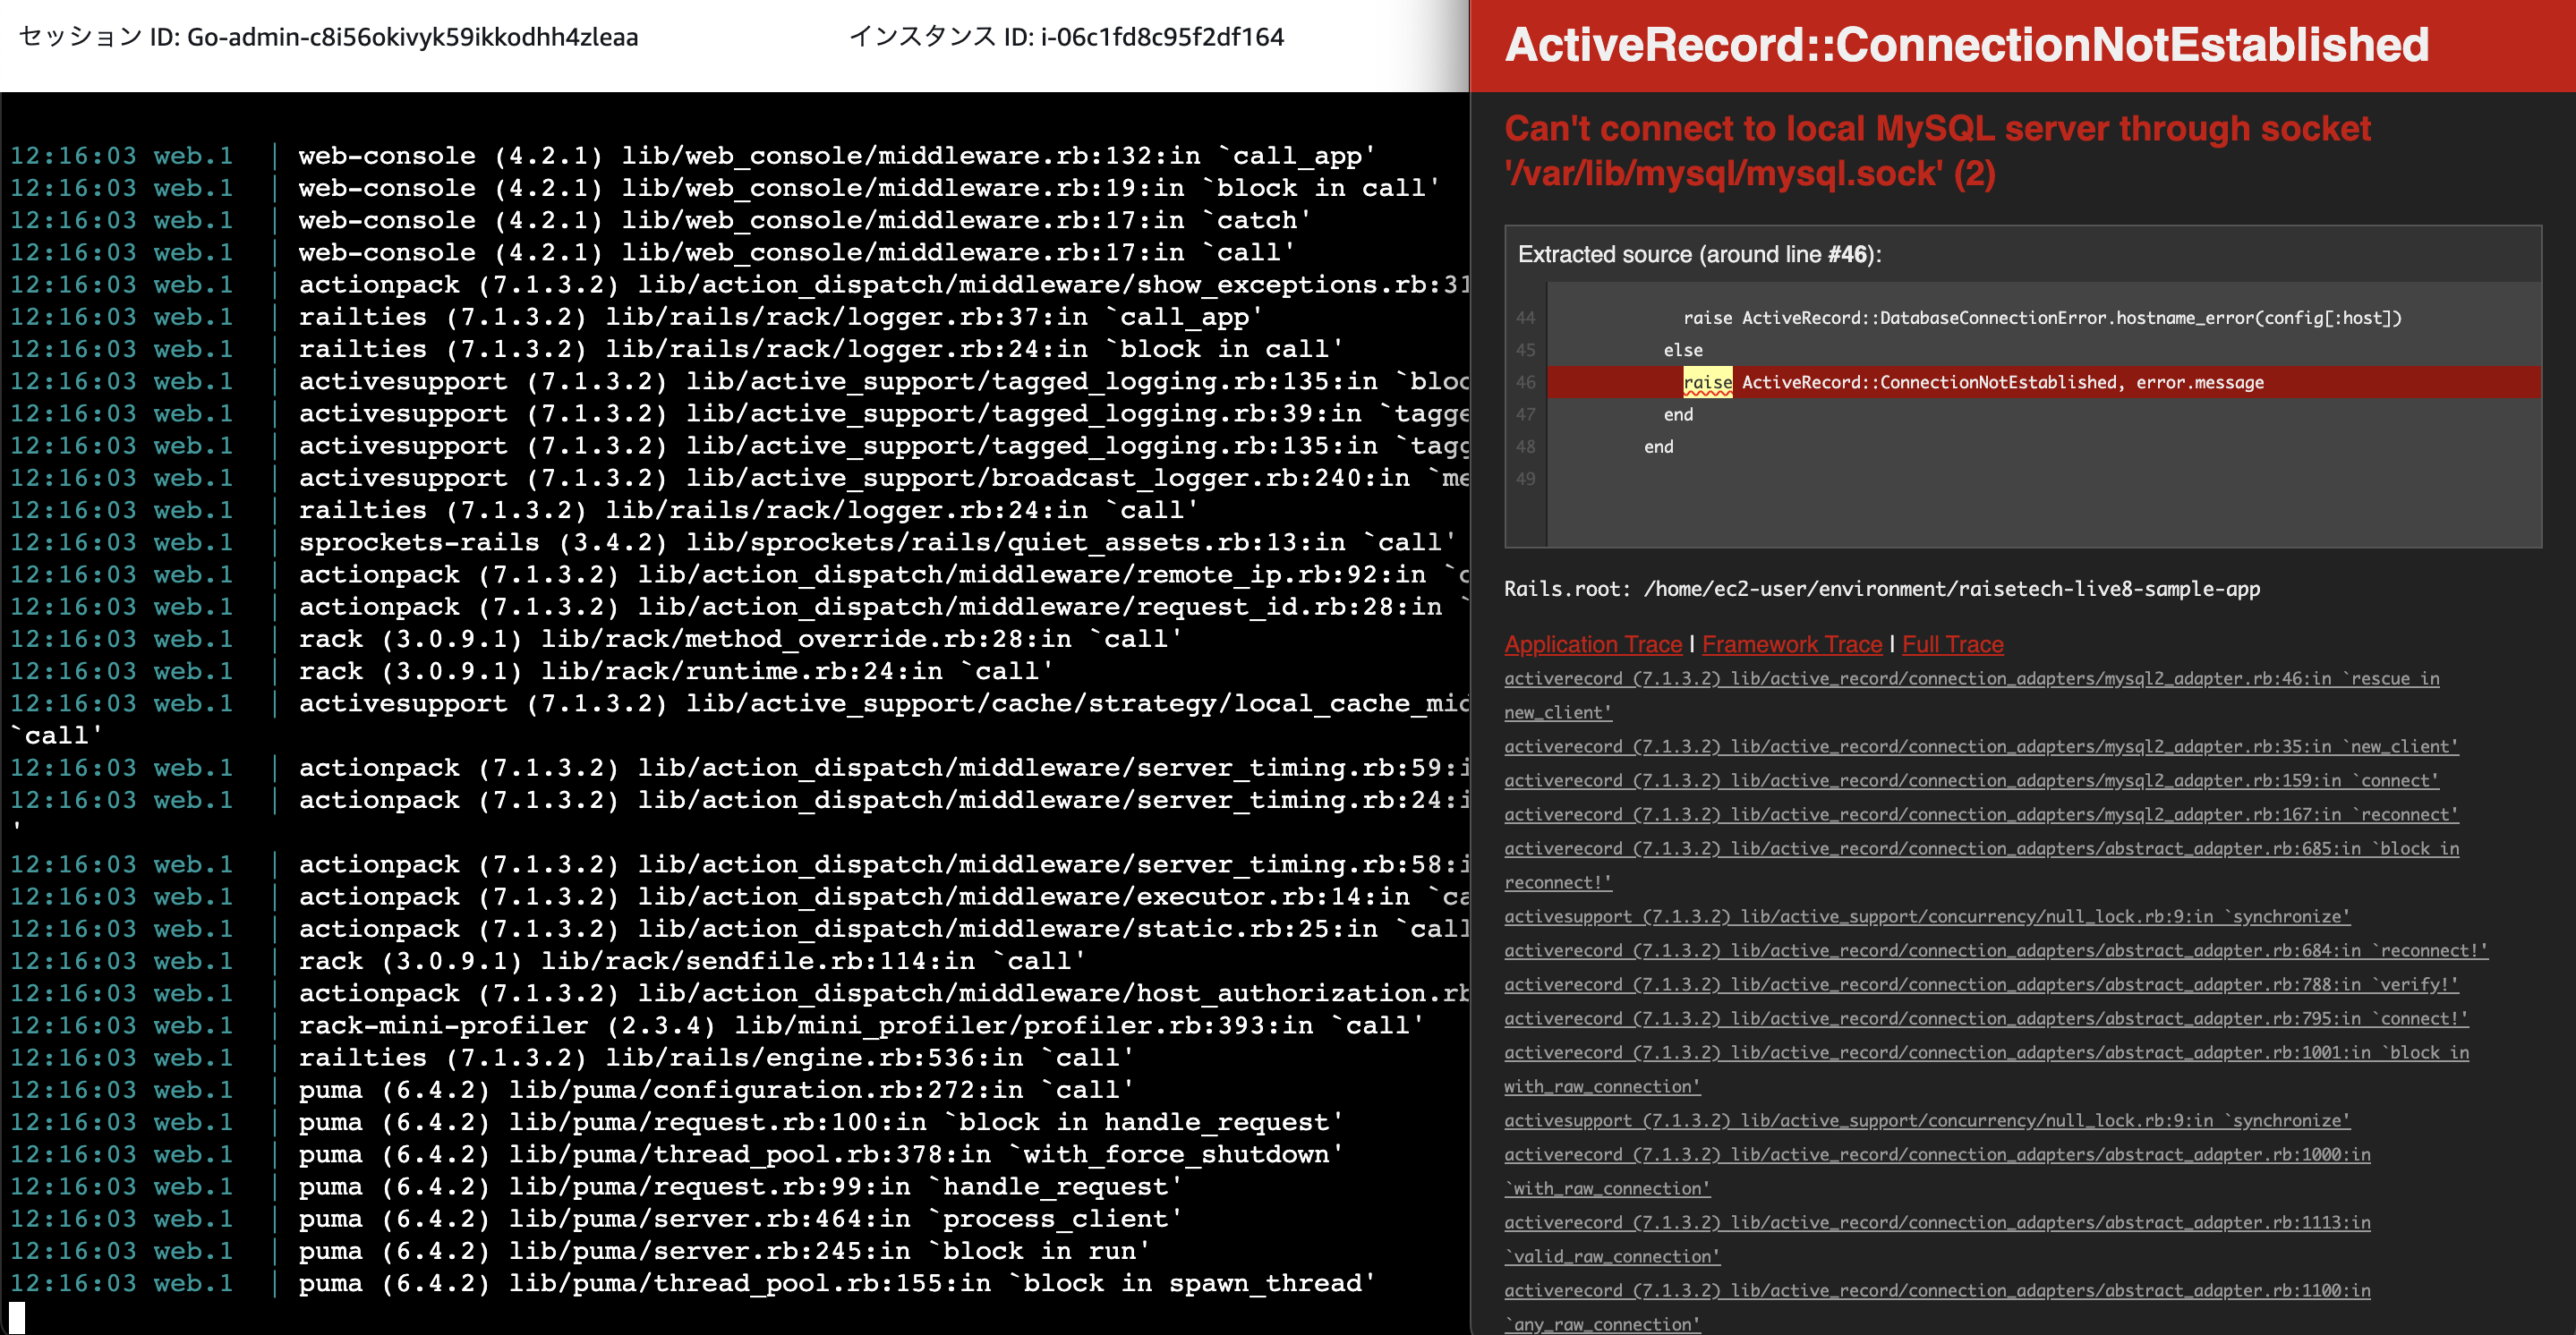 セッション ID: Go-admin-c8i56okivyk59ikkodhh4zleaa
インスタンス ID: i-06c1fd8c95f2df164
12:16:03 web.1  | web-console (4.2.1) lib/web_console/middleware.rb:132:in `call_app'
12:16:03 web.1  | web-console (4.2.1) lib/web_console/middleware.rb:19:in `block in call'
12:16:03 web.1  | web-console (4.2.1) lib/web_console/middleware.rb:17:in `catch'
12:16:03 web.1  | web-console (4.2.1) lib/web_console/middleware.rb:17:in `call'
12:16:03 web.1  | actionpack (7.1.3.2) lib/action_dispatch/middleware/show_exceptions.rb:31
12:16:03 web.1  | railties (7.1.3.2) lib/rails/rack/logger.rb:37:in `call_app'
12:16:03 web.1  | railties (7.1.3.2) lib/rails/rack/logger.rb:24:in `block in call'
12:16:03 web.1  | activesupport (7.1.3.2) lib/active_support/tagged_logging.rb:135:in `bloc
12:16:03 web.1  | activesupport (7.1.3.2) lib/active_support/tagged_logging.rb:39:in `tagge
12:16:03 web.1  | activesupport (7.1.3.2) lib/active_support/tagged_logging.rb:135:in `tagg
12:16:03 web.1  | activesupport (7.1.3.2) lib/active_support/broadcast_logger.rb:240:in `me
12:16:03 web.1  | railties (7.1.3.2) lib/rails/rack/logger.rb:24:in `call'
12:16:03 web.1  | sprockets-rails (3.4.2) lib/sprockets/rails/quiet_assets.rb:13:in `call'
12:16:03 web.1  | actionpack (7.1.3.2) lib/action_dispatch/middleware/remote_ip.rb:92:in `c
12:16:03 web.1  | actionpack (7.1.3.2) lib/action_dispatch/middleware/request_id.rb:28:in `
12:16:03 web.1  | rack (3.0.9.1) lib/rack/method_override.rb:28:in `call'
12:16:03 web.1  | rack (3.0.9.1) lib/rack/runtime.rb:24:in `call'
12:16:03 web.1  | activesupport (7.1.3.2) lib/active_support/cache/strategy/local_cache_mid
`call'
12:16:03 web.1  | actionpack (7.1.3.2) lib/action_dispatch/middleware/server_timing.rb:59:i
12:16:03 web.1  | actionpack (7.1.3.2) lib/action_dispatch/middleware/server_timing.rb:24:i
'
12:16:03 web.1  | actionpack (7.1.3.2) lib/action_dispatch/middleware/server_timing.rb:58:i
12:16:03 web.1  | actionpack (7.1.3.2) lib/action_dispatch/middleware/executor.rb:14:in `ca
12:16:03 web.1  | actionpack (7.1.3.2) lib/action_dispatch/middleware/static.rb:25:in `call
12:16:03 web.1  | rack (3.0.9.1) lib/rack/sendfile.rb:114:in `call'
12:16:03 web.1  | actionpack (7.1.3.2) lib/action_dispatch/middleware/host_authorization.rb
12:16:03 web.1  | rack-mini-profiler (2.3.4) lib/mini_profiler/profiler.rb:393:in `call'
12:16:03 web.1  | railties (7.1.3.2) lib/rails/engine.rb:536:in `call'
12:16:03 web.1  | puma (6.4.2) lib/puma/configuration.rb:272:in `call'
12:16:03 web.1  | puma (6.4.2) lib/puma/request.rb:100:in `block in handle_request'
12:16:03 web.1  | puma (6.4.2) lib/puma/thread_pool.rb:378:in `with_force_shutdown'
12:16:03 web.1  | puma (6.4.2) lib/puma/request.rb:99:in `handle_request'
12:16:03 web.1  | puma (6.4.2) lib/puma/server.rb:464:in `process_client'
12:16:03 web.1  | puma (6.4.2) lib/puma/server.rb:245:in `block in run'
12:16:03 web.1  | puma (6.4.2) lib/puma/thread_pool.rb:155:in `block in spawn_thread'
ActiveRecord::ConnectionNotEstablished
Can't connect to local MySQL server through socket
'/var/lib/mysql/mysql.sock' (2)
Extracted source (around line #46):
44 raise ActiveRecord::DatabaseConnectionError.hostname_error(config[:host])
45 else
46 raise ActiveRecord::ConnectionNotEstablished, error.message
47 end
48 end
49
Rails.root: /home/ec2-user/environment/raisetech-live8-sample-app
Application Trace | Framework Trace | Full Trace
activerecord (7.1.3.2) lib/active_record/connection_adapters/mysql2_adapter.rb:46:in `rescue in
new_client'
activerecord (7.1.3.2) lib/active_record/connection_adapters/mysql2_adapter.rb:35:in `new_client'
activerecord (7.1.3.2) lib/active_record/connection_adapters/mysql2_adapter.rb:159:in `connect'
activerecord (7.1.3.2) lib/active_record/connection_adapters/mysql2_adapter.rb:167:in `reconnect'
activerecord (7.1.3.2) lib/active_record/connection_adapters/abstract_adapter.rb:685:in `block in
reconnect!'
activesupport (7.1.3.2) lib/active_support/concurrency/null_lock.rb:9:in `synchronize'
activerecord (7.1.3.2) lib/active_record/connection_adapters/abstract_adapter.rb:684:in `reconnect!'
activerecord (7.1.3.2) lib/active_record/connection_adapters/abstract_adapter.rb:788:in `verify!'
activerecord (7.1.3.2) lib/active_record/connection_adapters/abstract_adapter.rb:795:in `connect!'
activerecord (7.1.3.2) lib/active_record/connection_adapters/abstract_adapter.rb:1001:in `block in
with_raw_connection'
activesupport (7.1.3.2) lib/active_support/concurrency/null_lock.rb:9:in `synchronize'
activerecord (7.1.3.2) lib/active_record/connection_adapters/abstract_adapter.rb:1000:in
`with_raw_connection'
activerecord (7.1.3.2) lib/active_record/connection_adapters/abstract_adapter.rb:1113:in
`valid_raw_connection'
activerecord (7.1.3.2) lib/active_record/connection_adapters/abstract_adapter.rb:1100:in
`any_raw_connection'